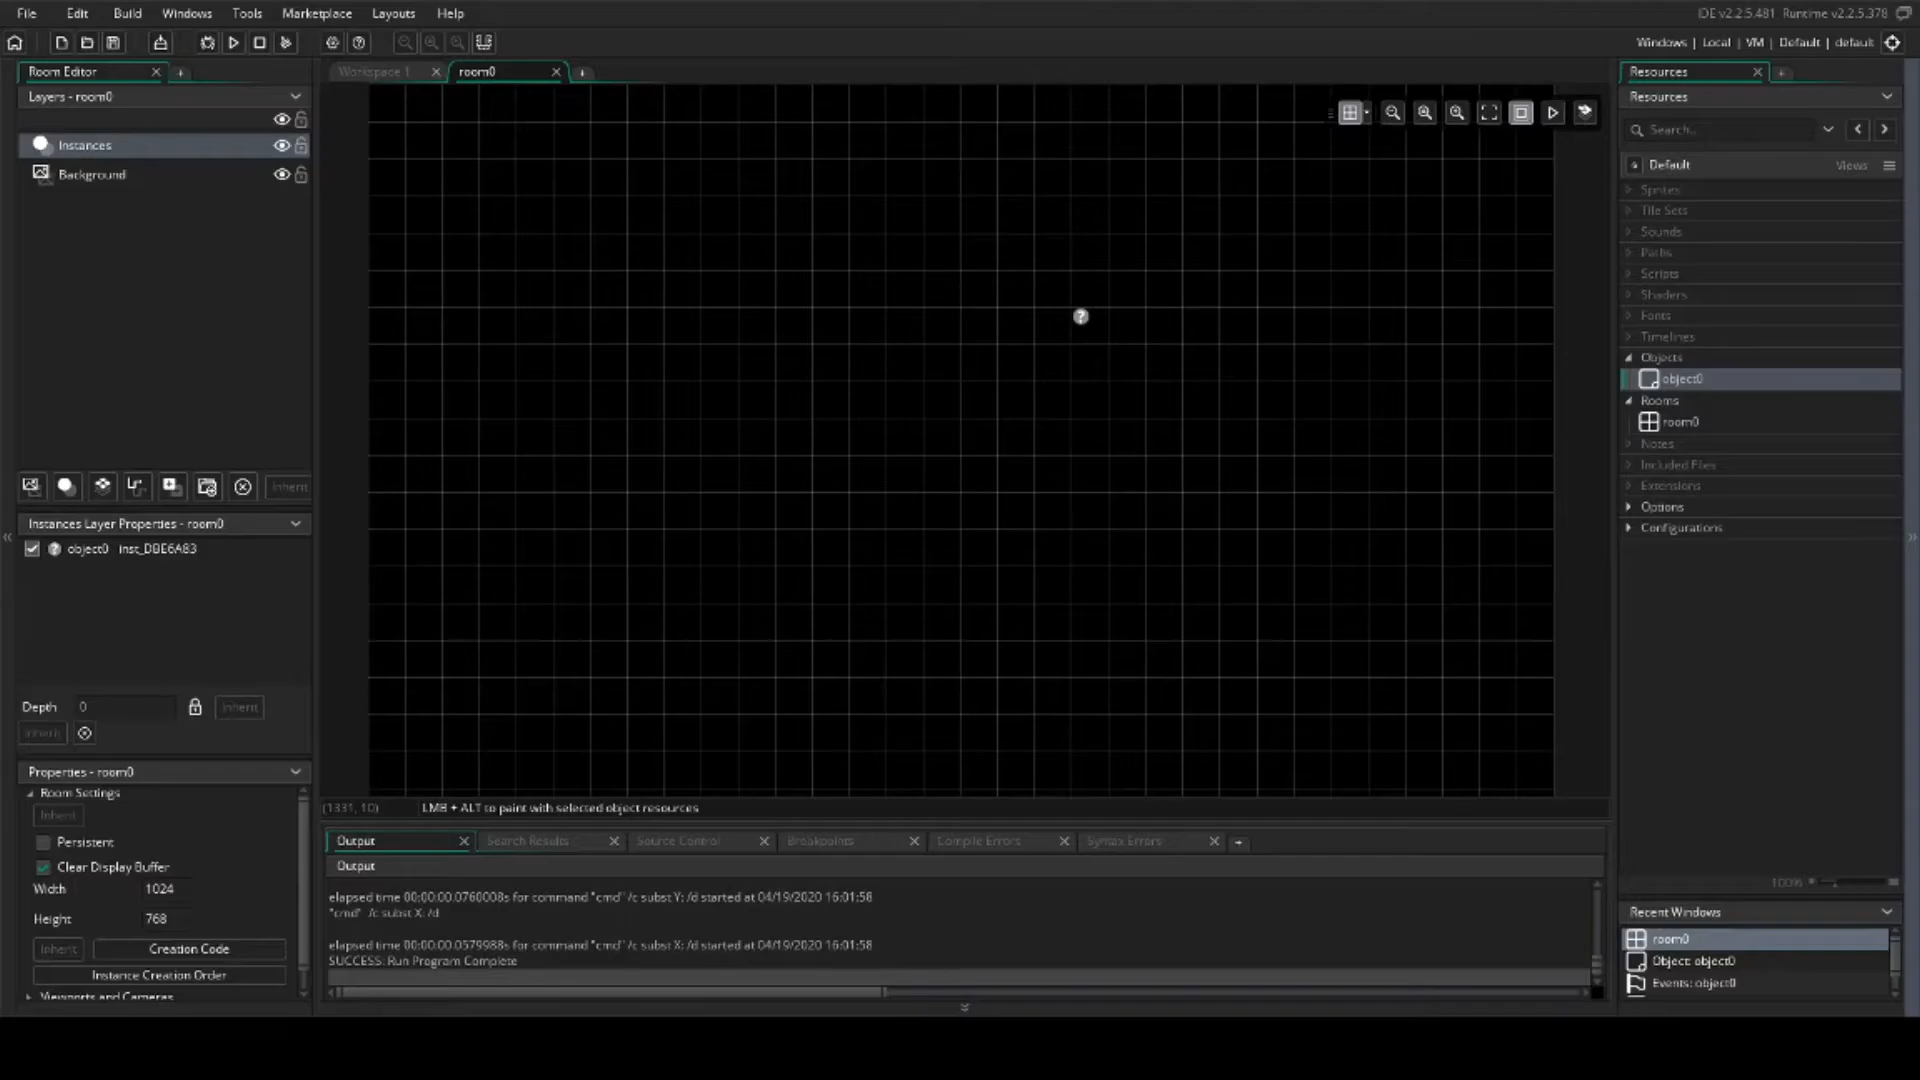 File Edit Build Windows Tools Marketplace Layouts Help
IDE v2.2.5.481 Runtime v2.2.5.378
Windows | Local | VM | Default | default
Room Editor
Workspace 1
room0
Resources
Layers - room0
Resources
Search...
Instances
Background
Default Views
Sprites
Tile Sets
Sounds
Paths
Scripts
Shaders
Fonts
Timelines
Objects
object0
Rooms
room0
Notes
Included Files
Extensions
Options
Configurations
Inherit
Instances Layer Properties - room0
object0 inst_DBE6A83
Depth 0 Inherit
Inherit
Properties - room0
Room Settings
Inherit
Persistent
Clear Display Buffer
Width 1024
Height 768
Inherit Creation Code
Instance Creation Order
Viewports and Cameras
(1331, 10) LMB + ALT to paint with selected object resources
Output Search Results Source Control Breakpoints Compile Errors Syntax Errors
Output
elapsed time 00:00:00.0760008s for command "cmd" /c subst Y: /d started at 04/19/2020 16:01:58
"cmd" /c subst X: /d
elapsed time 00:00:00.0579988s for command "cmd" /c subst X: /d started at 04/19/2020 16:01:58
SUCCESS: Run Program Complete
100%
Recent Windows
room0
Object: object0
Events: object0